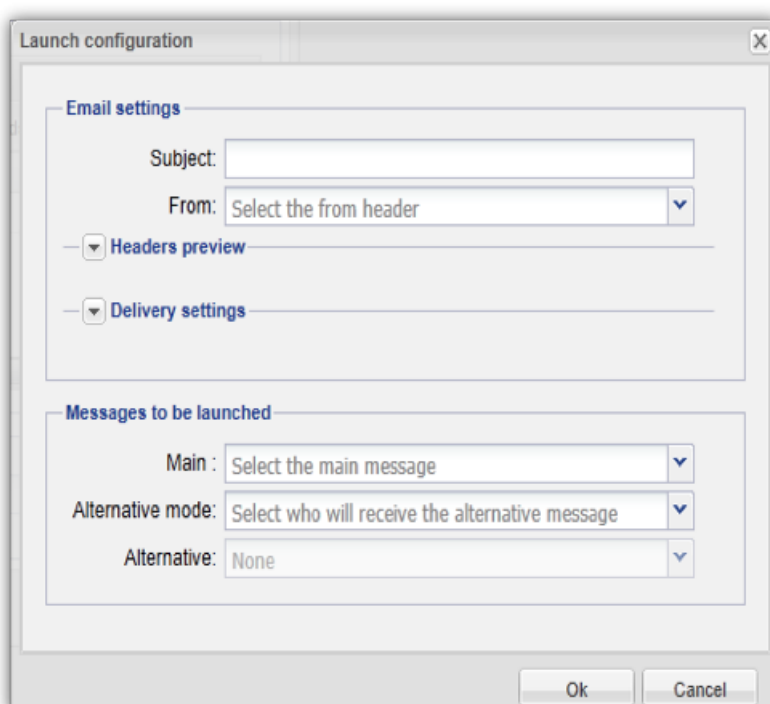 Launch configuration
Email settings
Subject:
From: Select the from header
Headers preview
Delivery settings
Messages to be launched
Main : Select the main message
Alternative mode: Select who will receive the alternative message
Alternative: None
Ok Cancel